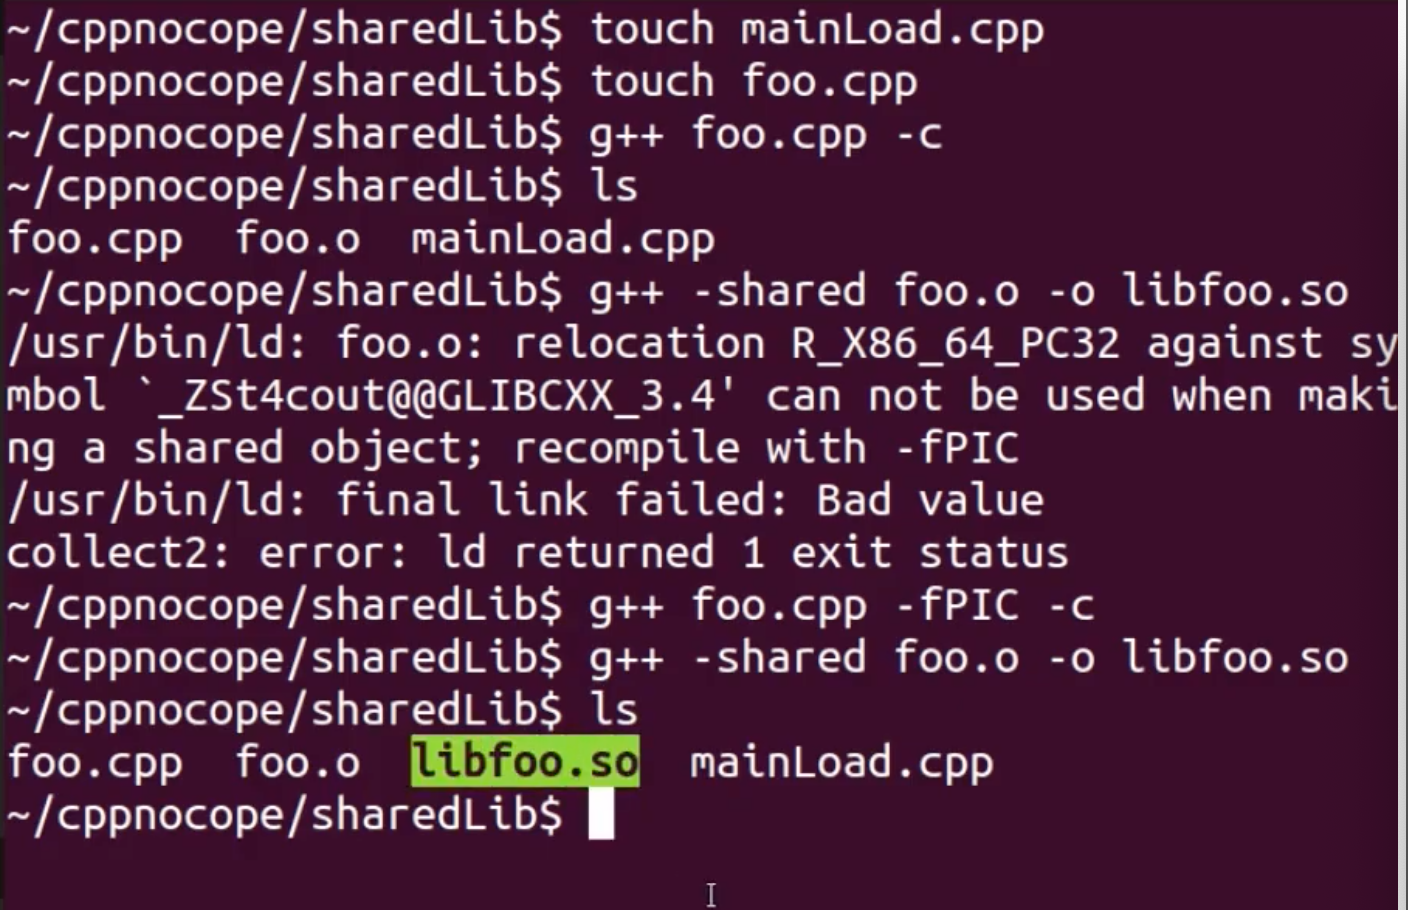 ~/cppnocope/sharedLib$ touch mainLoad.cpp
~/cppnocope/sharedLib$ touch foo.cpp
~/cppnocope/sharedLib$ g++ foo.cpp -c
~/cppnocope/sharedLib$ ls
foo.cpp  foo.o  mainLoad.cpp
~/cppnocope/sharedLib$ g++ -shared foo.o -o libfoo.so
/usr/bin/ld: foo.o: relocation R_X86_64_PC32 against sy
mbol `_ZSt4cout@@GLIBCXX_3.4' can not be used when maki
ng a shared object; recompile with -fPIC
/usr/bin/ld: final link failed: Bad value
collect2: error: ld returned 1 exit status
~/cppnocope/sharedLib$ g++ foo.cpp -fPIC -c
~/cppnocope/sharedLib$ g++ -shared foo.o -o libfoo.so
~/cppnocope/sharedLib$ ls
foo.cpp  foo.o  libfoo.so  mainLoad.cpp
~/cppnocope/sharedLib$